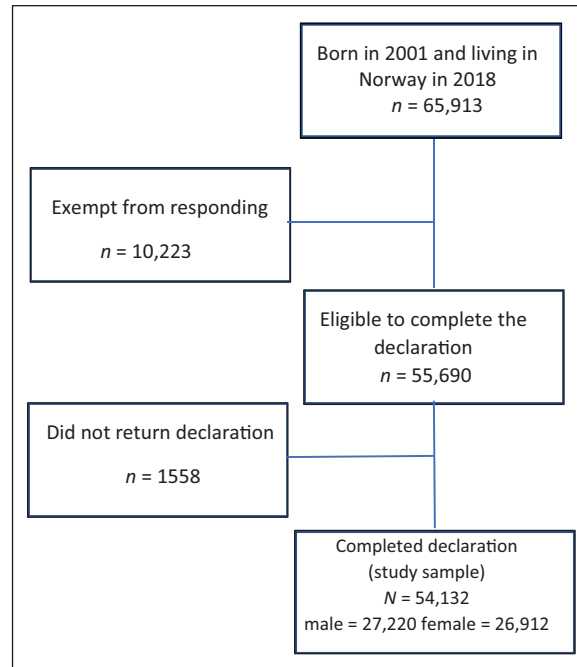 Born in 2001 and living in
Norway in 2018
n = 65,913
Exempt from responding
n = 10,223
Eligible to complete the
declaration
n = 55,690
Did not return declaration
n = 1558
Completed declaration
(study sample)
N = 54,132
male = 27,220 female = 26,912